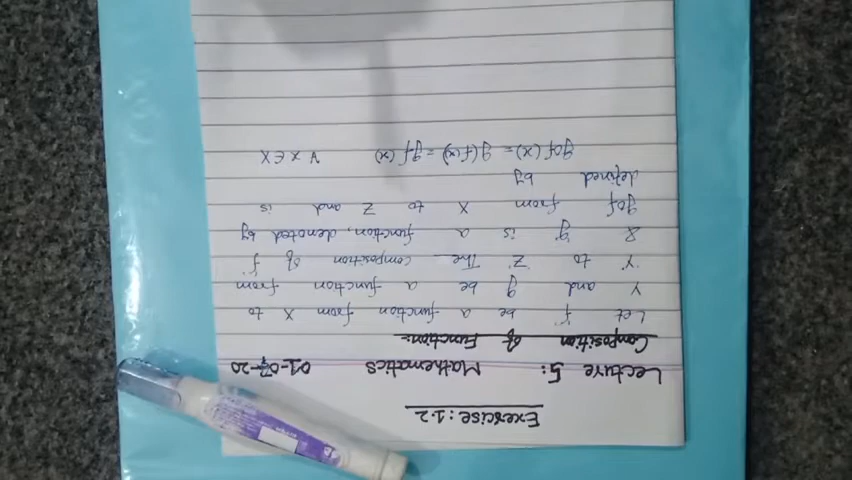 Exercise: 1.2
Lecture 5: Mathematics 01-07-20
Composition of Function:-
Let f be a function from X to
Y and g be a function from
Y to Z. The composition of f
& g is a function, denoted by
gof from X to Z and is
defined by
gof(x) = g(f(x)) = gf(x) ∀ x ∈ X